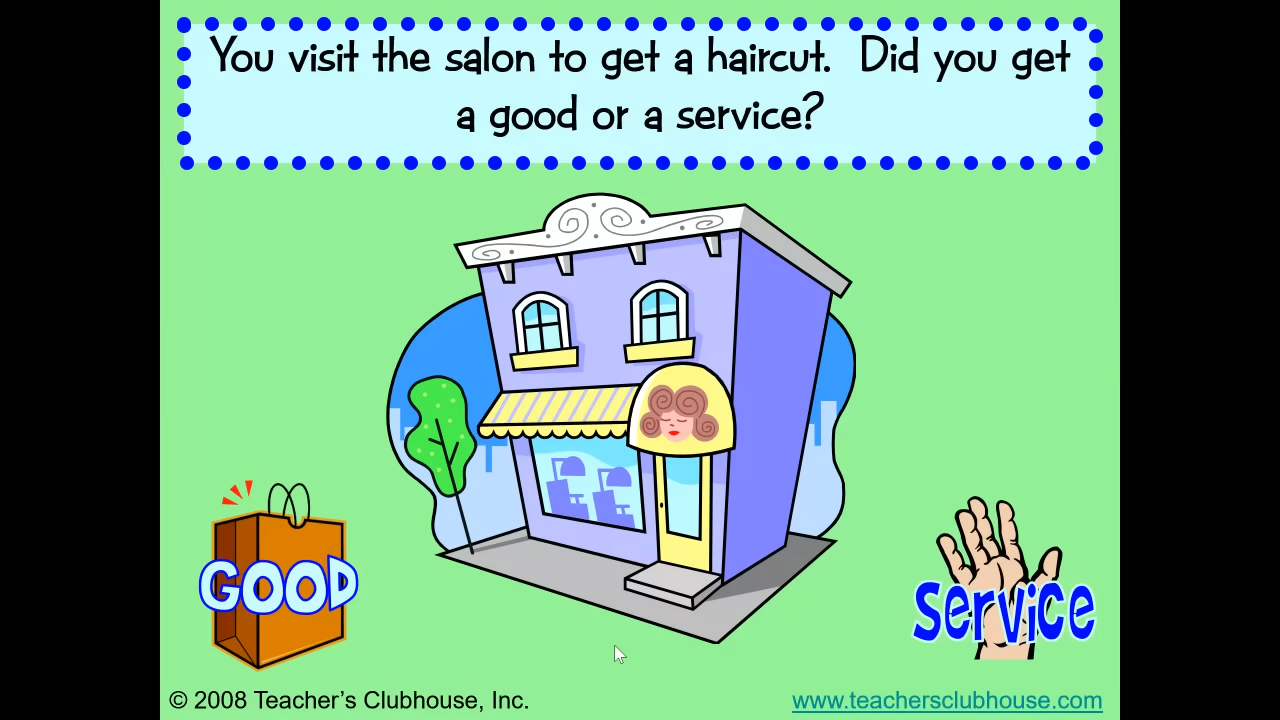 You visit the salon to get a haircut.  Did you get
a good or a service?
GOOD
Service
© 2008 Teacher’s Clubhouse, Inc.
www.teachersclubhouse.com